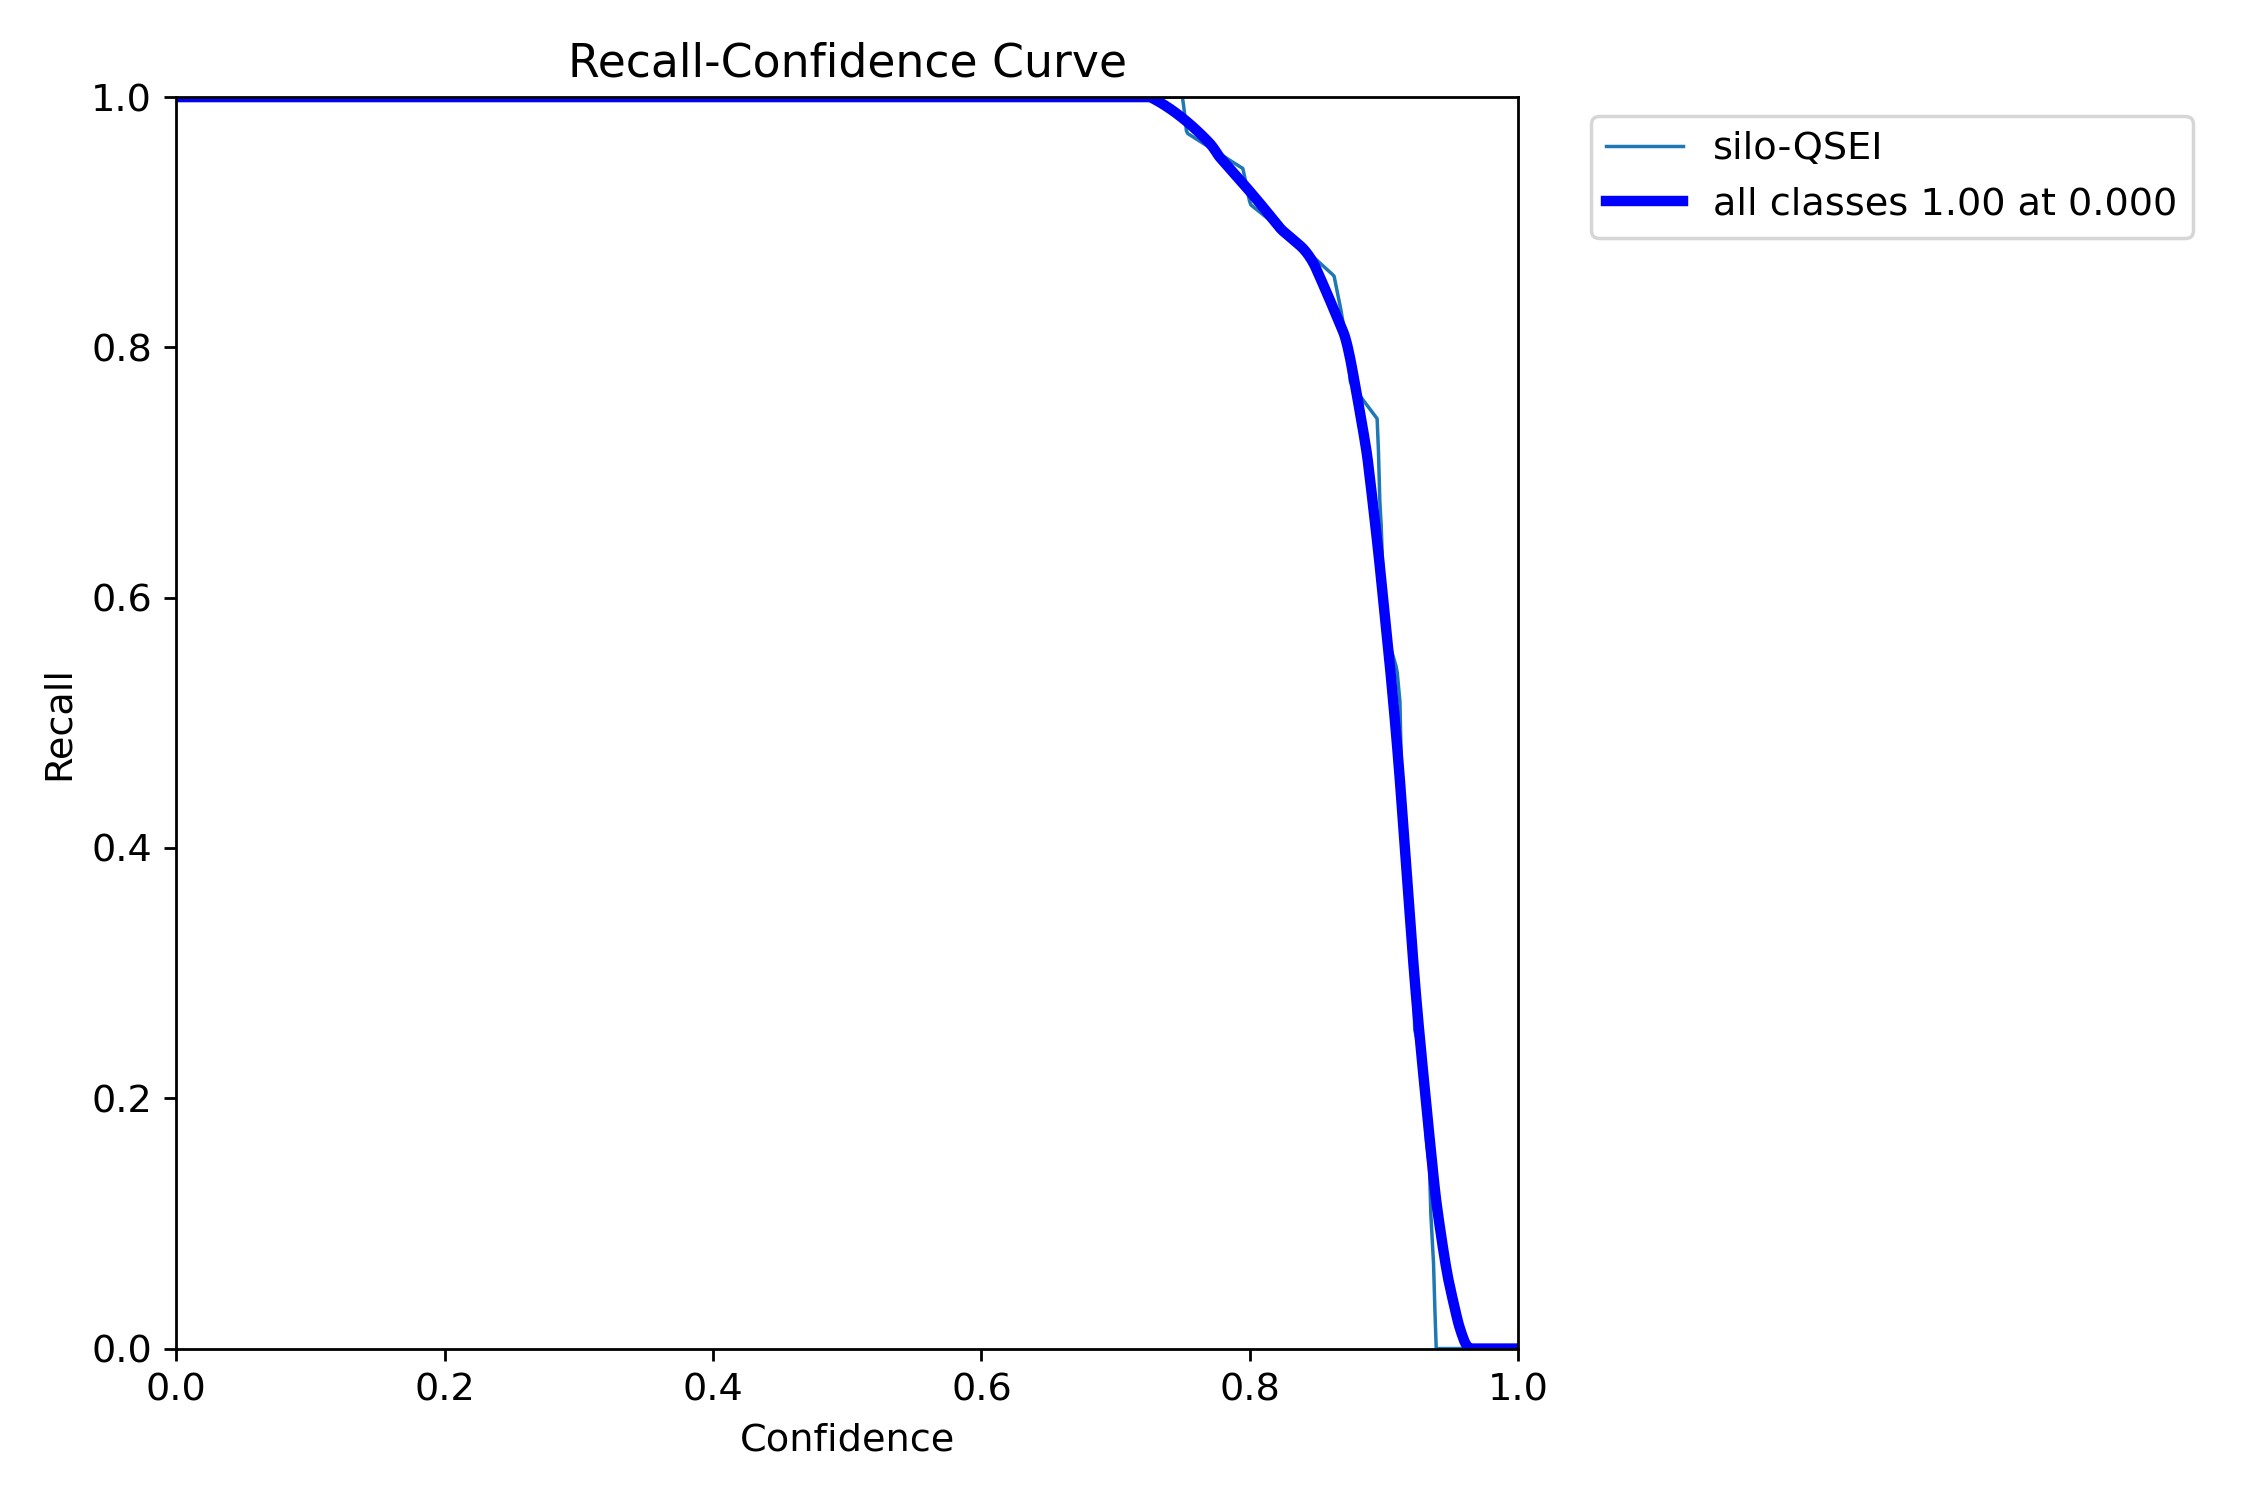 Recall-Confidence Curve
silo-QSEI
all classes 1.00 at 0.000
Recall
1.0
0.8
0.6
0.4
0.2
0.0
0.0 0.2 0.4 0.6 0.8 1.0
Confidence